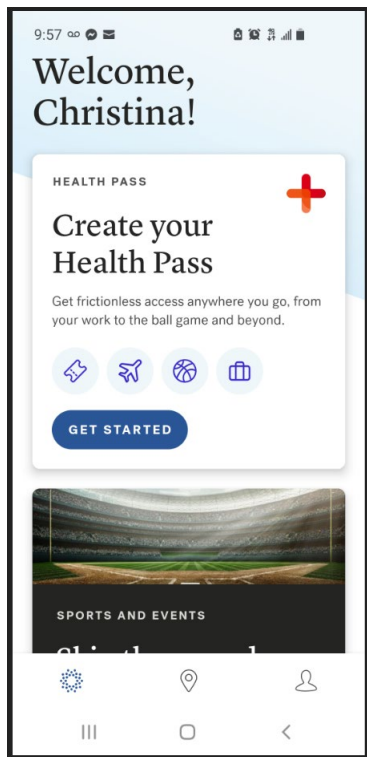 9:57
Welcome,
Christina!
HEALTH PASS
Create your
Health Pass
Get frictionless access anywhere you go, from
your work to the ball game and beyond.
GET STARTED
SPORTS AND EVENTS